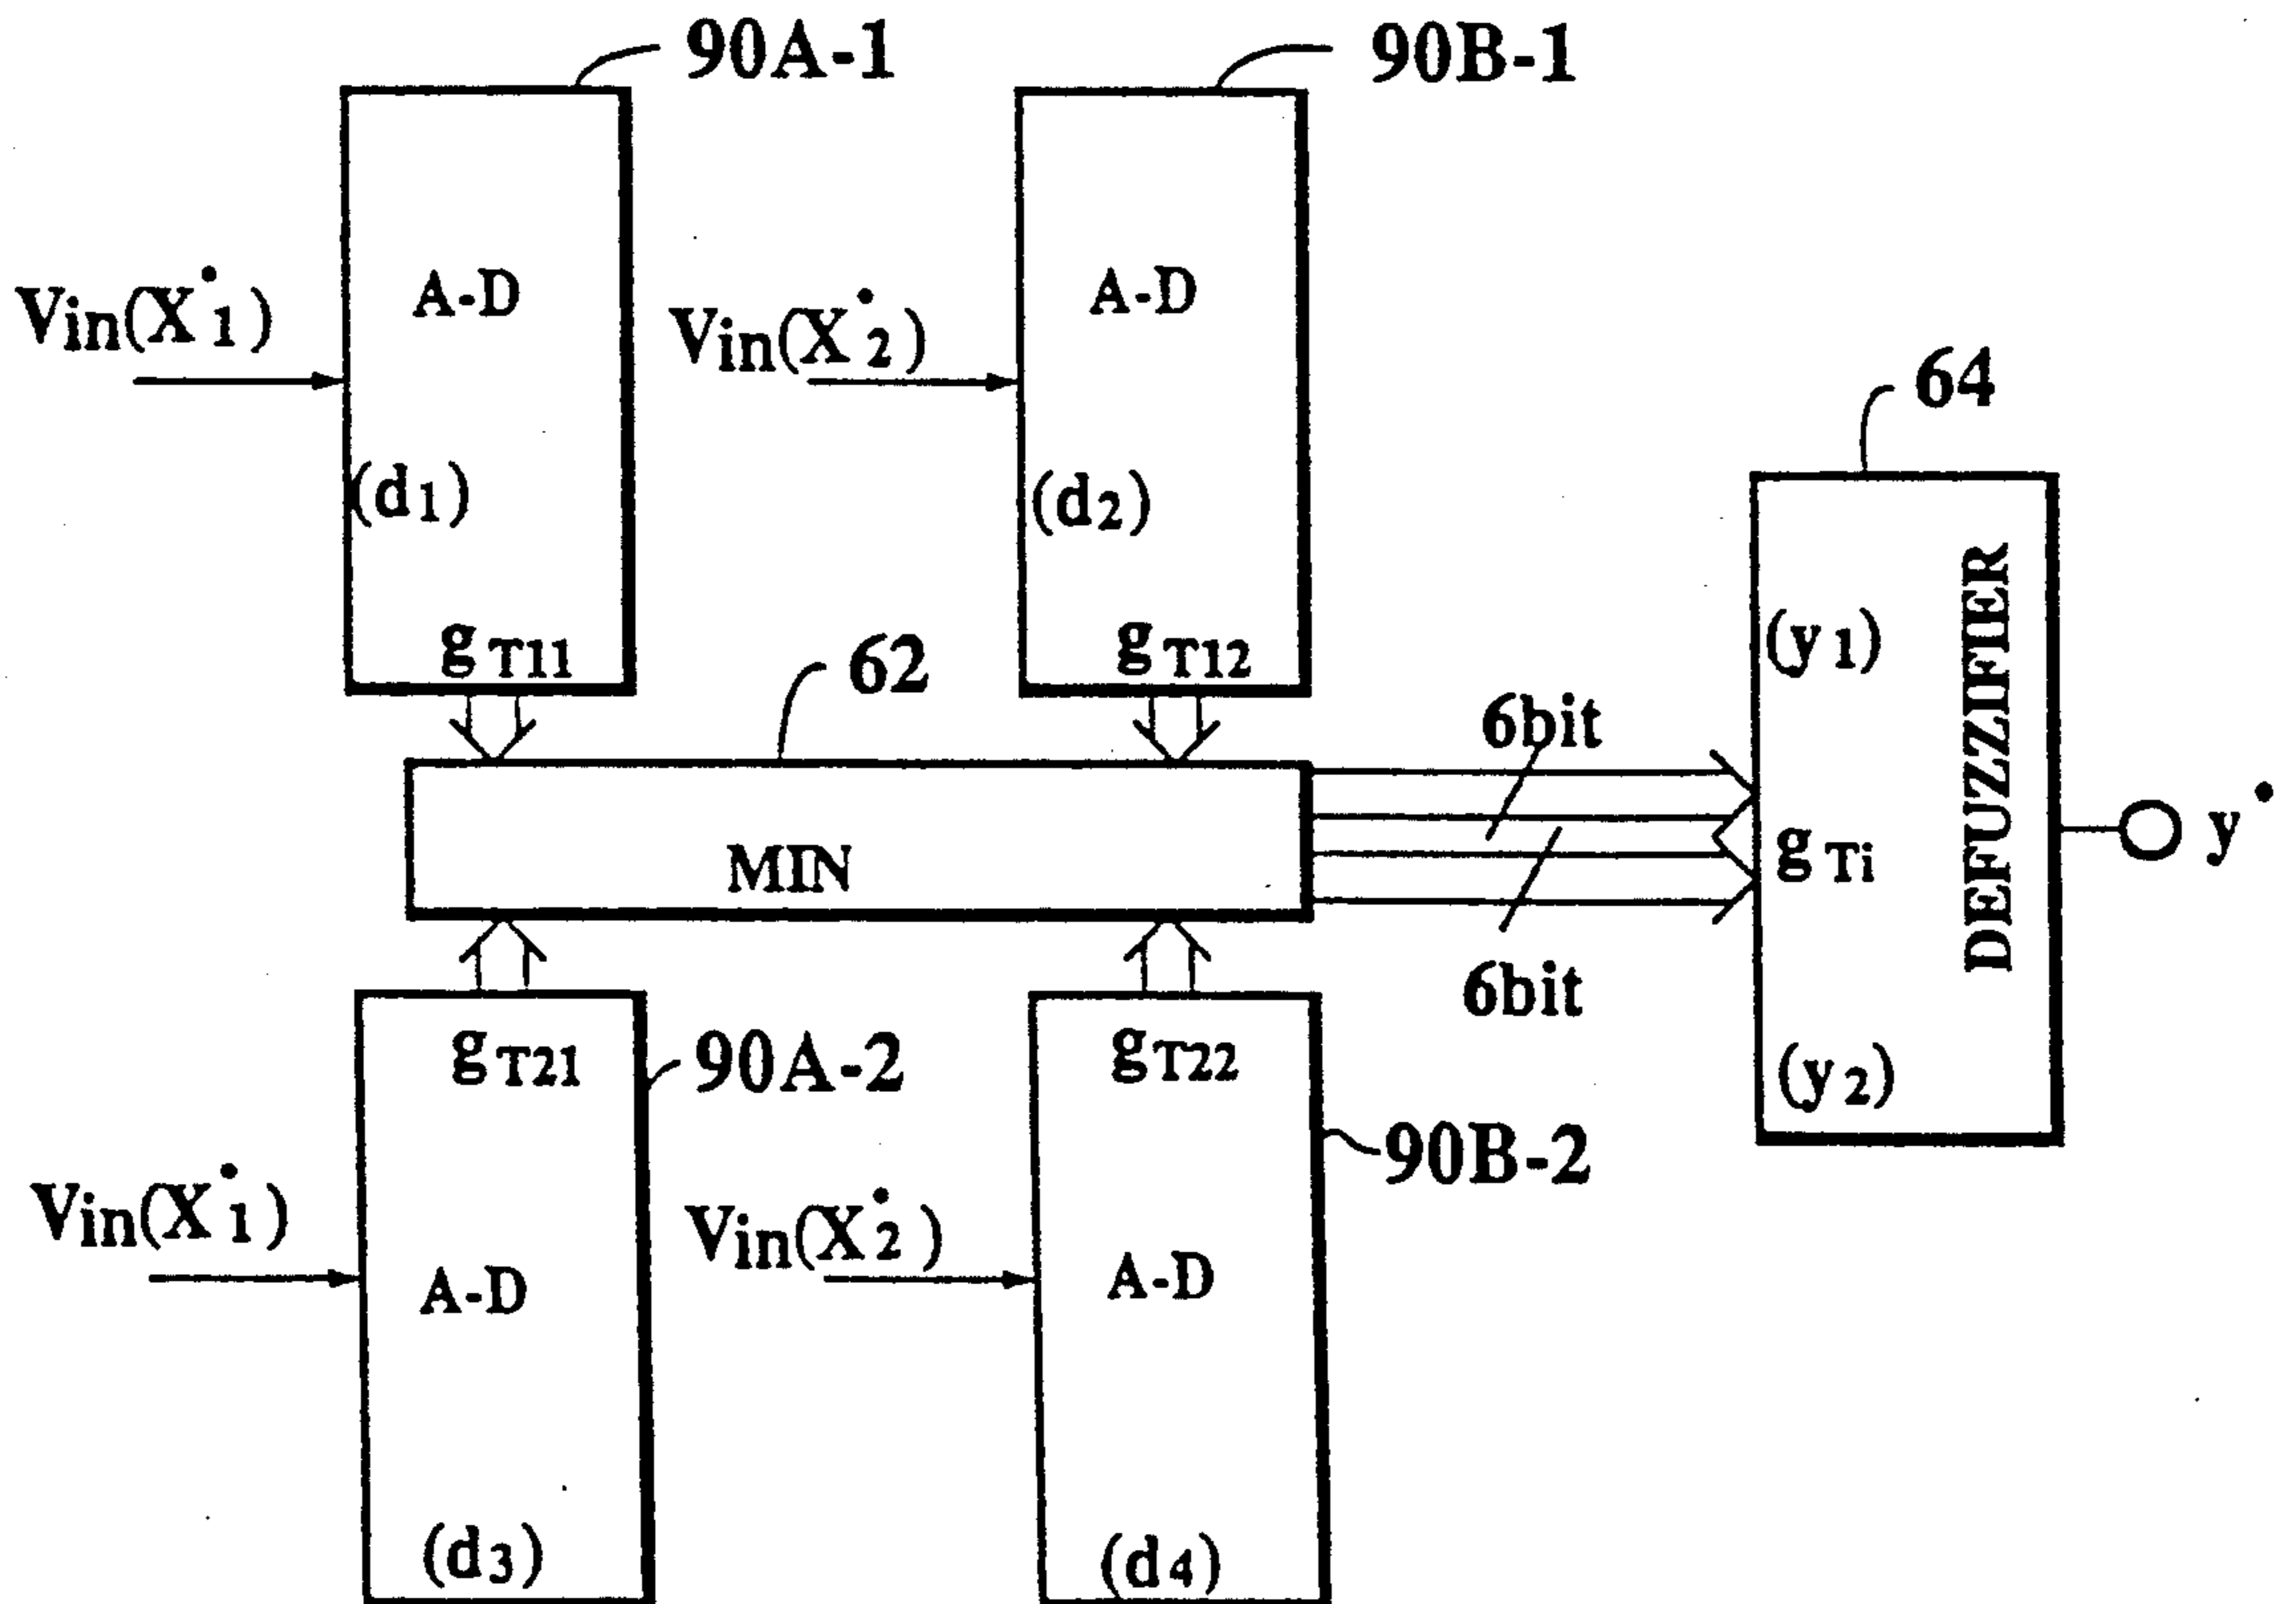 90A-1
90B-1
A-D
A-D
Vin(X•1)
Vin(X•2)
64
(d1)
(d2)
gT11
gT12
62
(y1)
6bit
DEFUZZIFIER
y•
MIN
gTi
6bit
gT21
90A-2
gT22
(y2)
90B-2
Vin(X•1)
Vin(X•2)
A-D
A-D
(d3)
(d4)